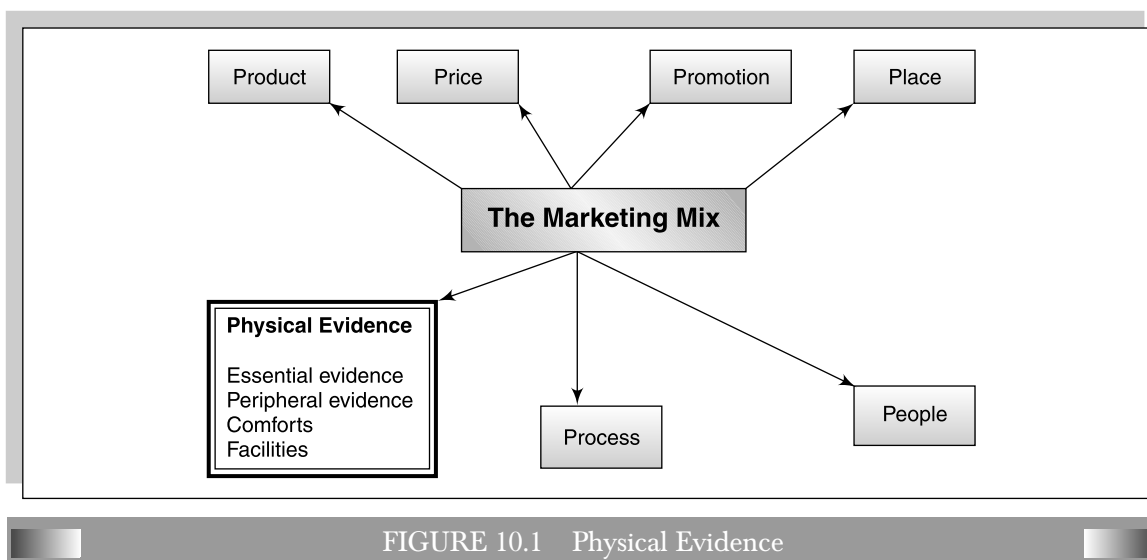 Product
Price
Promotion
Place
The Marketing Mix
Physical Evidence
Essential evidence
Peripheral evidence
Comforts
Facilities
Process
People
FIGURE 10.1 Physical Evidence